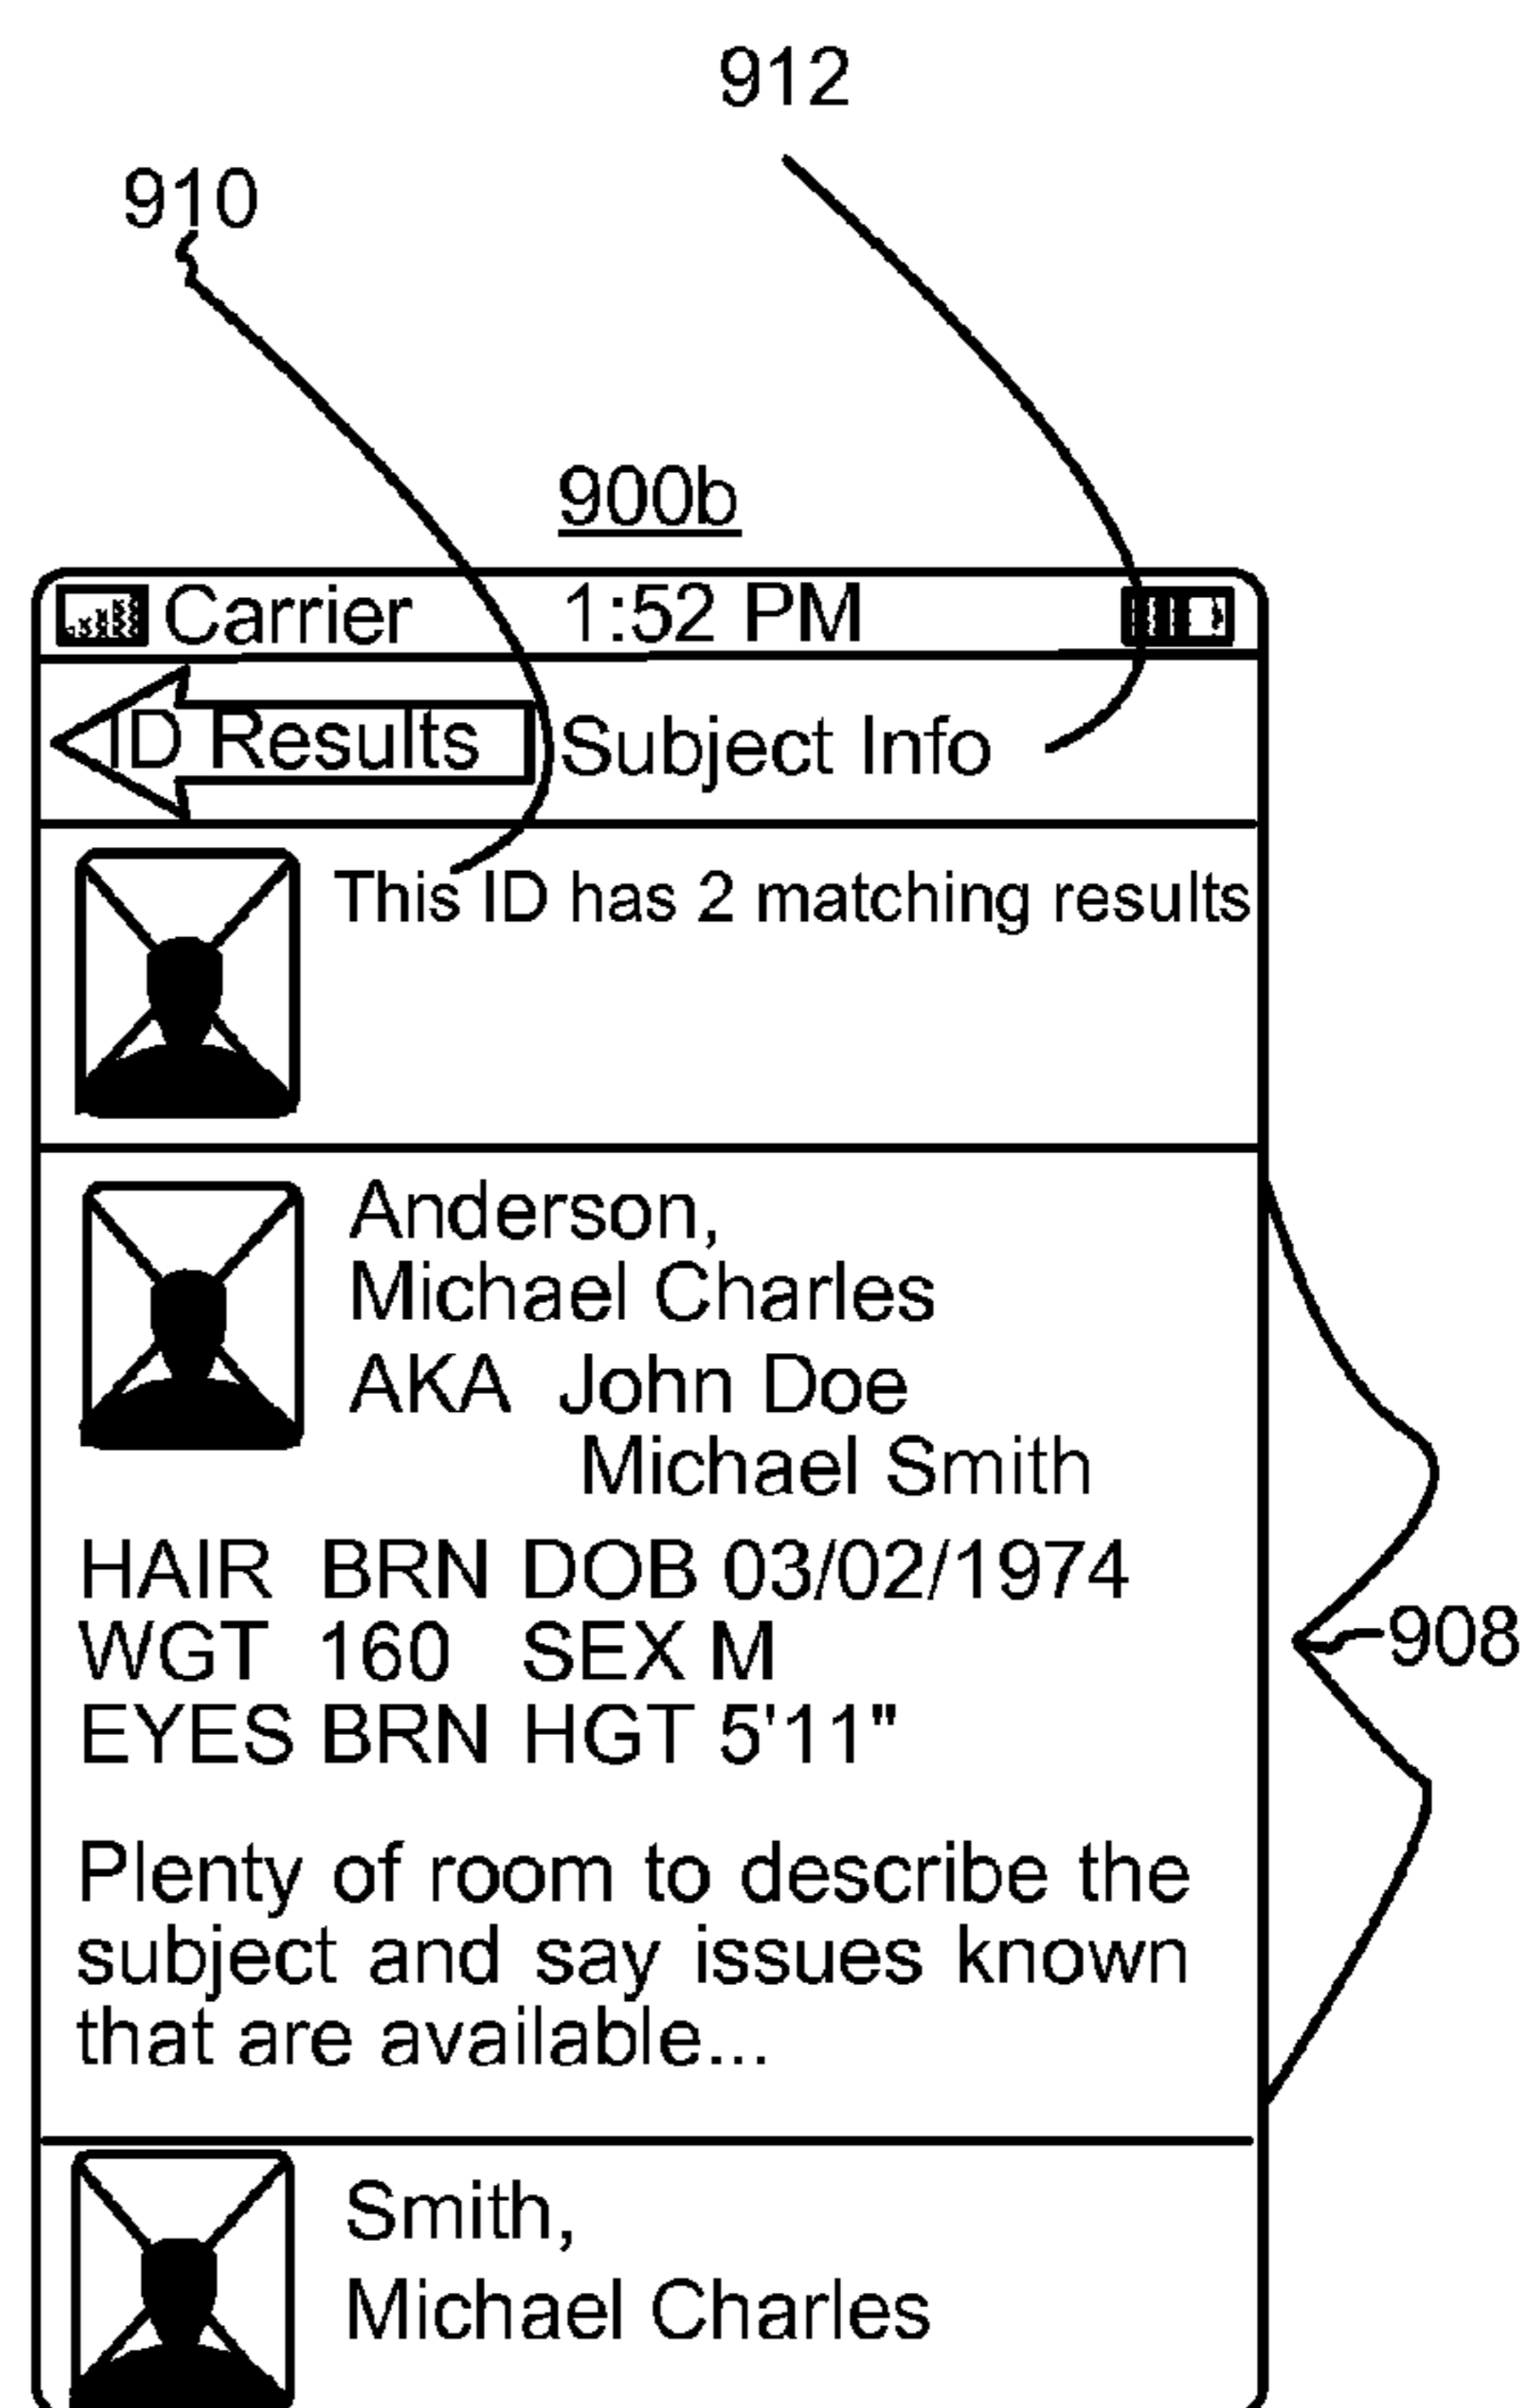 912
910
900b
Carrier 1:52 PM
ID Results Subject Info
This ID has 2 matching results
Anderson,
Michael Charles
AKA John Doe
Michael Smith
HAIR BRN DOB 03/02/1974
WGT 160 SEX M
EYES BRN HGT 5'11"
908
Plenty of room to describe the
subject and say issues known
that are available...
Smith,
Michael Charles